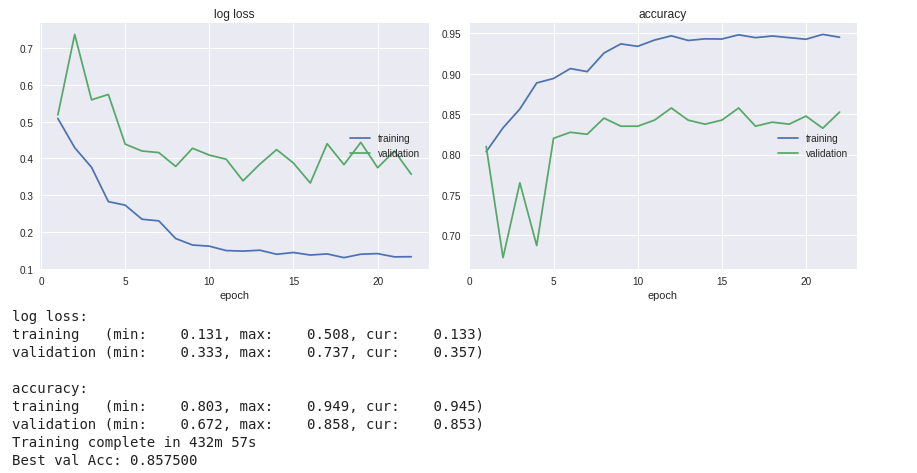 log loss
accuracy
0.7
0.6
0.5
0.4
0.3
0.2
0.1
0
5
10
15
20
epoch
training
validation
0.95
0.90
0.85
0.80
0.75
0.70
0
5
10
15
20
epoch
training
validation
log loss:
training   (min:    0.131, max:    0.508, cur:    0.133)
validation (min:    0.333, max:    0.737, cur:    0.357)
accuracy:
training   (min:    0.803, max:    0.949, cur:    0.945)
validation (min:    0.672, max:    0.858, cur:    0.853)
Training complete in 432m 57s
Best val Acc: 0.857500